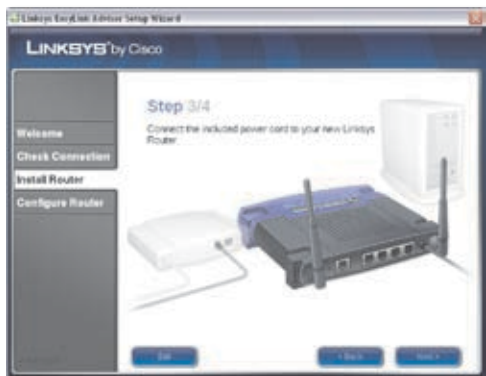 Linksys EasyLink Advisor Setup Wizard
LINKSYS® by Cisco
Step 3/4
Connect the included power cord to your new Linksys
Router.
Welcome
Check Connection
Install Router
Configure Router
Exit
< Back
Next >